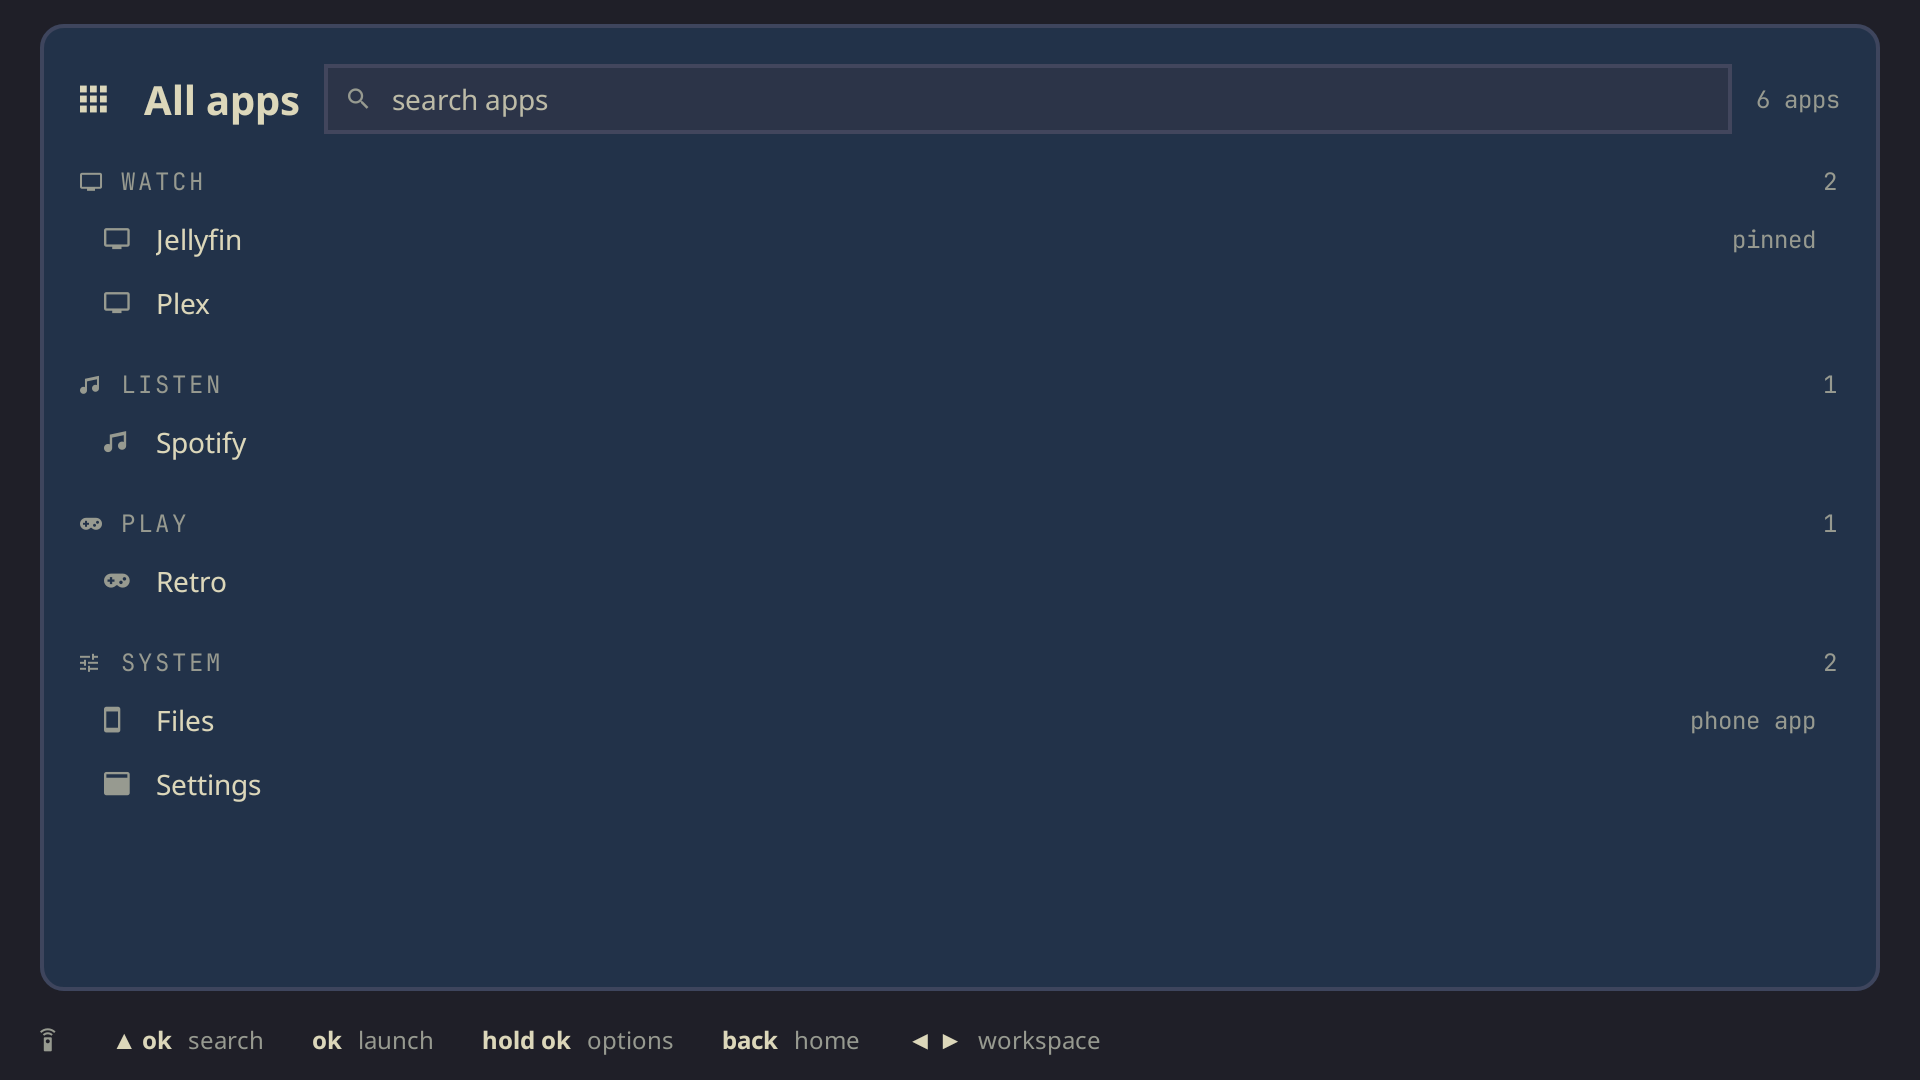 All apps search apps 6 apps
WATCH 2
Jellyfin pinned
Plex
LISTEN 1
Spotify
PLAY 1
Retro
SYSTEM 2
Files phone app
Settings
▲ ok search ok launch hold ok options back home ◀ ▶ workspace